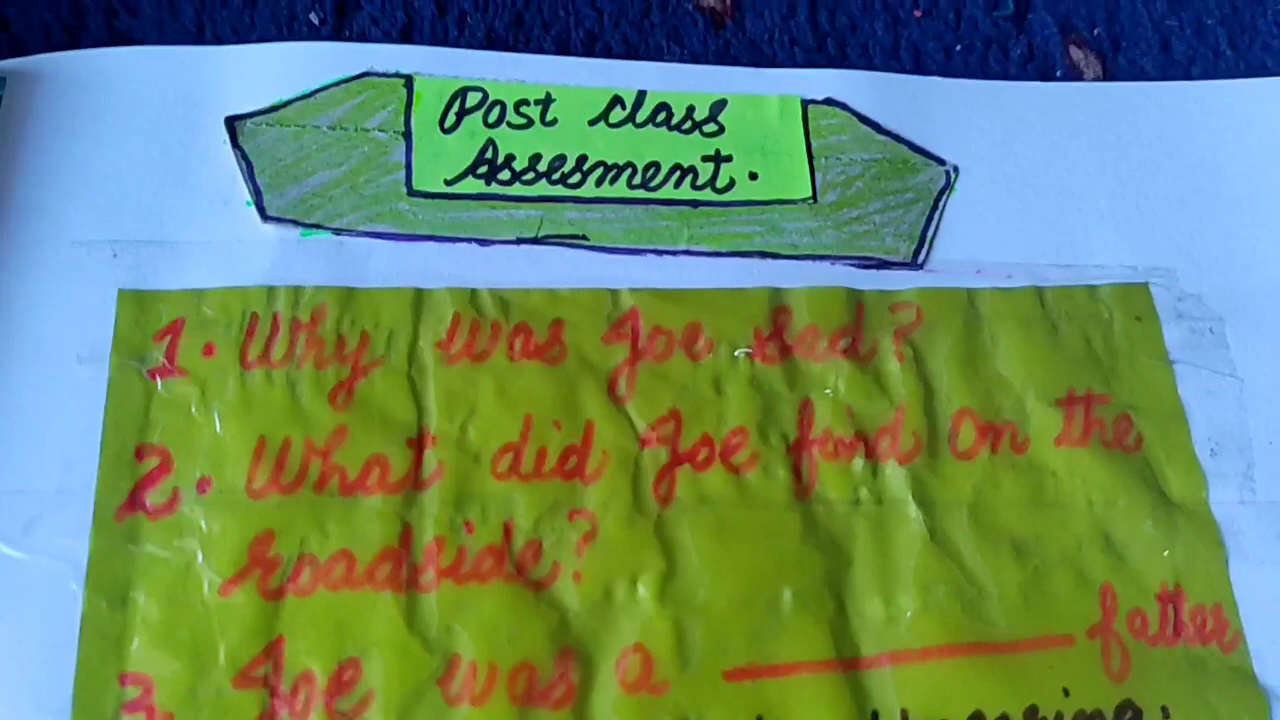 Post class
Assesment.
1. Why was Joe sad?
2. What did Joe find on the
roadside?
3. Joe was a ________ father